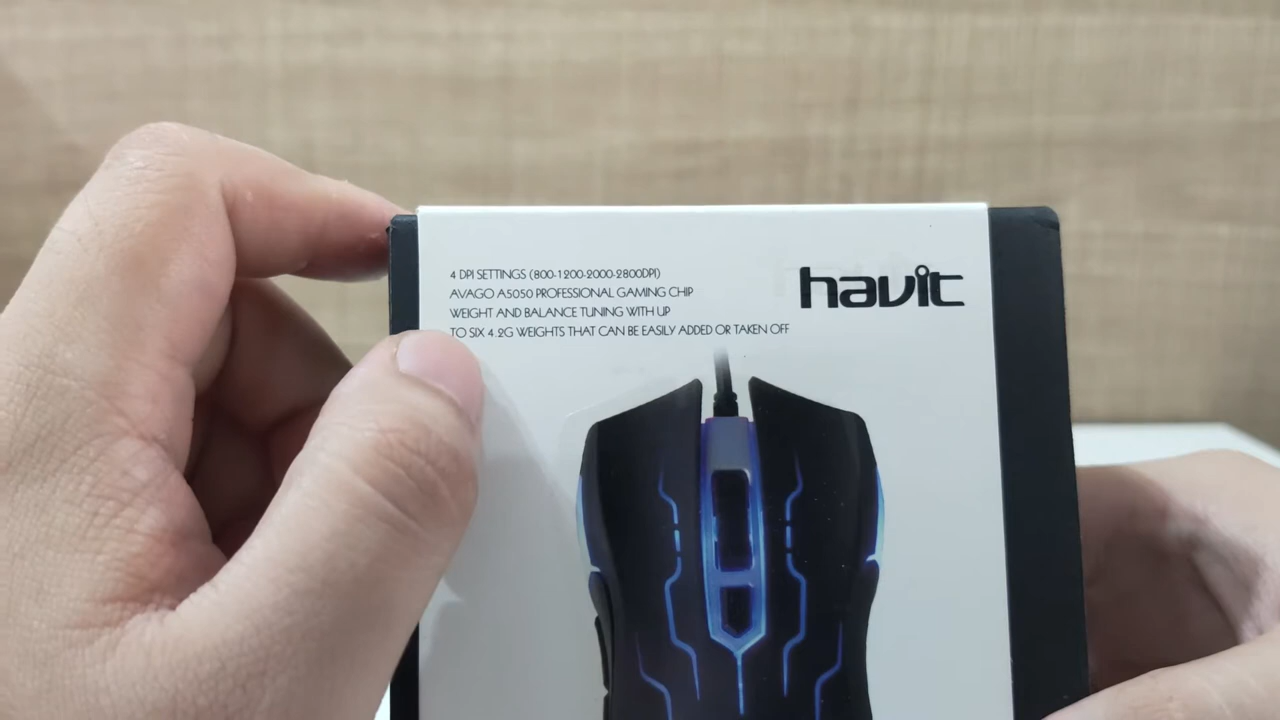 4 DPI SETTINGS (800-1200-2000-2800DPI)
AVAGO A5050 PROFESSIONAL GAMING CHIP
WEIGHT AND BALANCE TUNING WITH UP
TO SIX 4.2G WEIGHTS THAT CAN BE EASILY ADDED OR TAKEN OFF
havit